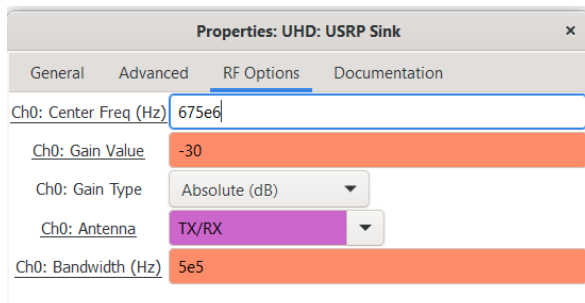 Properties: UHD: USRP Sink ×
General Advanced RF Options Documentation
Ch0: Center Freq (Hz) 675e6
Ch0: Gain Value -30
Ch0: Gain Type Absolute (dB)
Ch0: Antenna TX/RX
Ch0: Bandwidth (Hz) 5e5